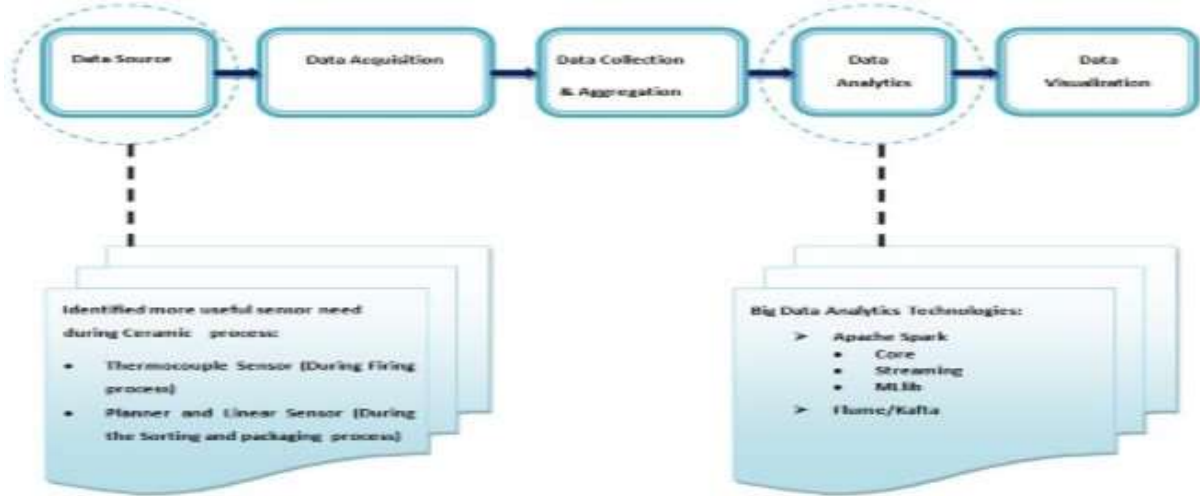 Data Source
Data Acquisition
Data Collection
& Aggregation
Data
Analytics
Data
Visualization
Identified more useful sensor need
during Ceramic process:
• Thermocouple Sensor (During Firing
process)
• Planner and Linear Sensor (During
the Sorting and packaging process)
Big Data Analytics Technologies:
➤ Apache Spark
• Core
• Streaming
• MLlib
➤ Flume/Kafta